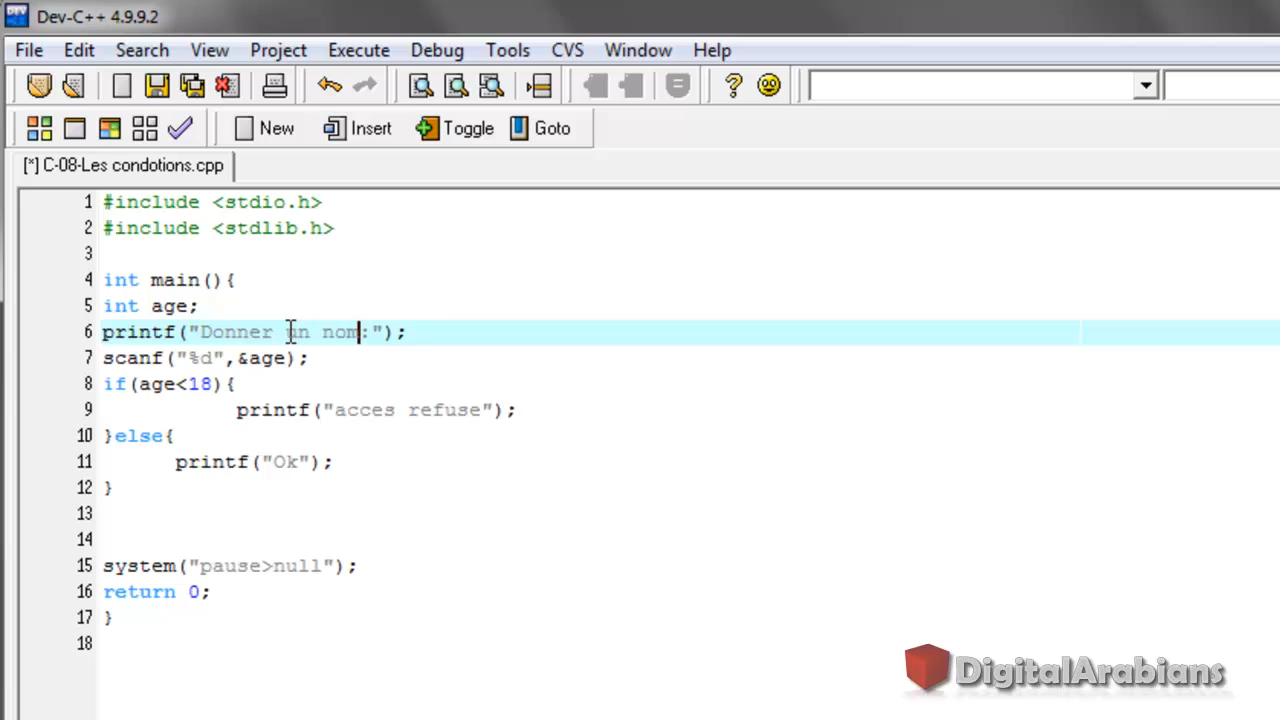 Dev-C++ 4.9.9.2
File Edit Search View Project Execute Debug Tools CVS Window Help
New Insert Toggle Goto
[*] C-08-Les condotions.cpp
1 #include <stdio.h>
2 #include <stdlib.h>
3
4 int main(){
5 int age;
6 printf("Donner un nom:");
7 scanf("%d",&age);
8 if(age<18){
9 printf("acces refuse");
10 }else{
11 printf("Ok");
12 }
13
14
15 system("pause>null");
16 return 0;
17 }
18
DigitalArabians